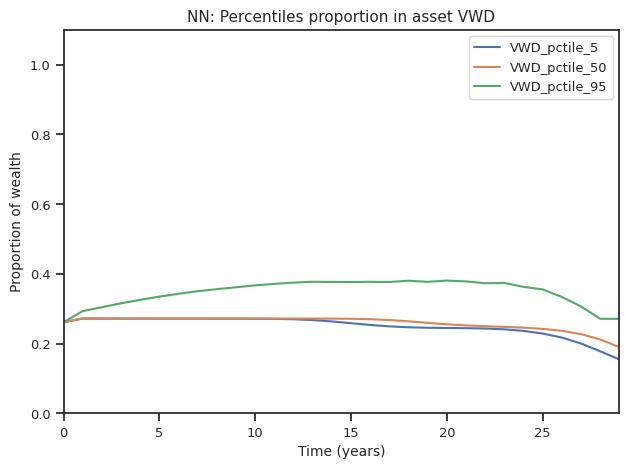 NN: Percentiles proportion in asset VWD
VWD_pctile_5
VWD_pctile_50
VWD_pctile_95
Proportion of wealth
1.0
0.8
0.6
0.4
0.2
0.0
0 5 10 15 20 25
Time (years)